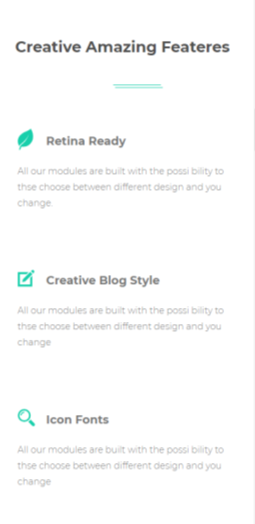 Creative Amazing Feateres
Retina Ready
All our modules are built with the possi bility to
thse choose between different design and you
change.
Creative Blog Style
All our modules are built with the possi bility to
thse choose between different design and you
change
Icon Fonts
All our modules are built with the possi bility to
thse choose between different design and you
change